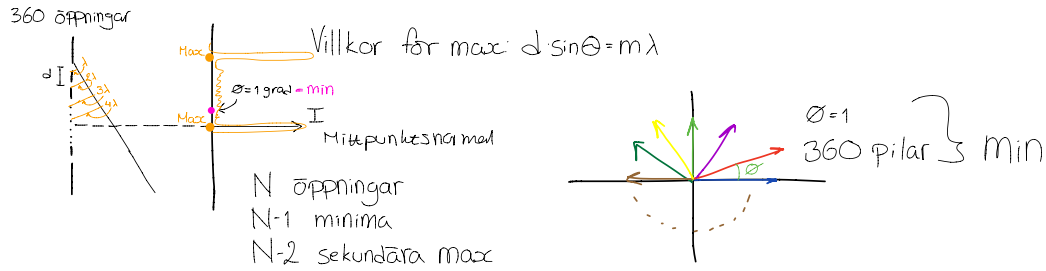 360 öppningar
Villkor för max: d·sinΘ=mλ
Max
d
λ
2λ
3λ
4λ
Ø=1 grad = min
I
Max
Mittpunktsnormal
N öppningar
N-1 minima
N-2 sekundära max
Ø
Ø=1
360 pilar } Min